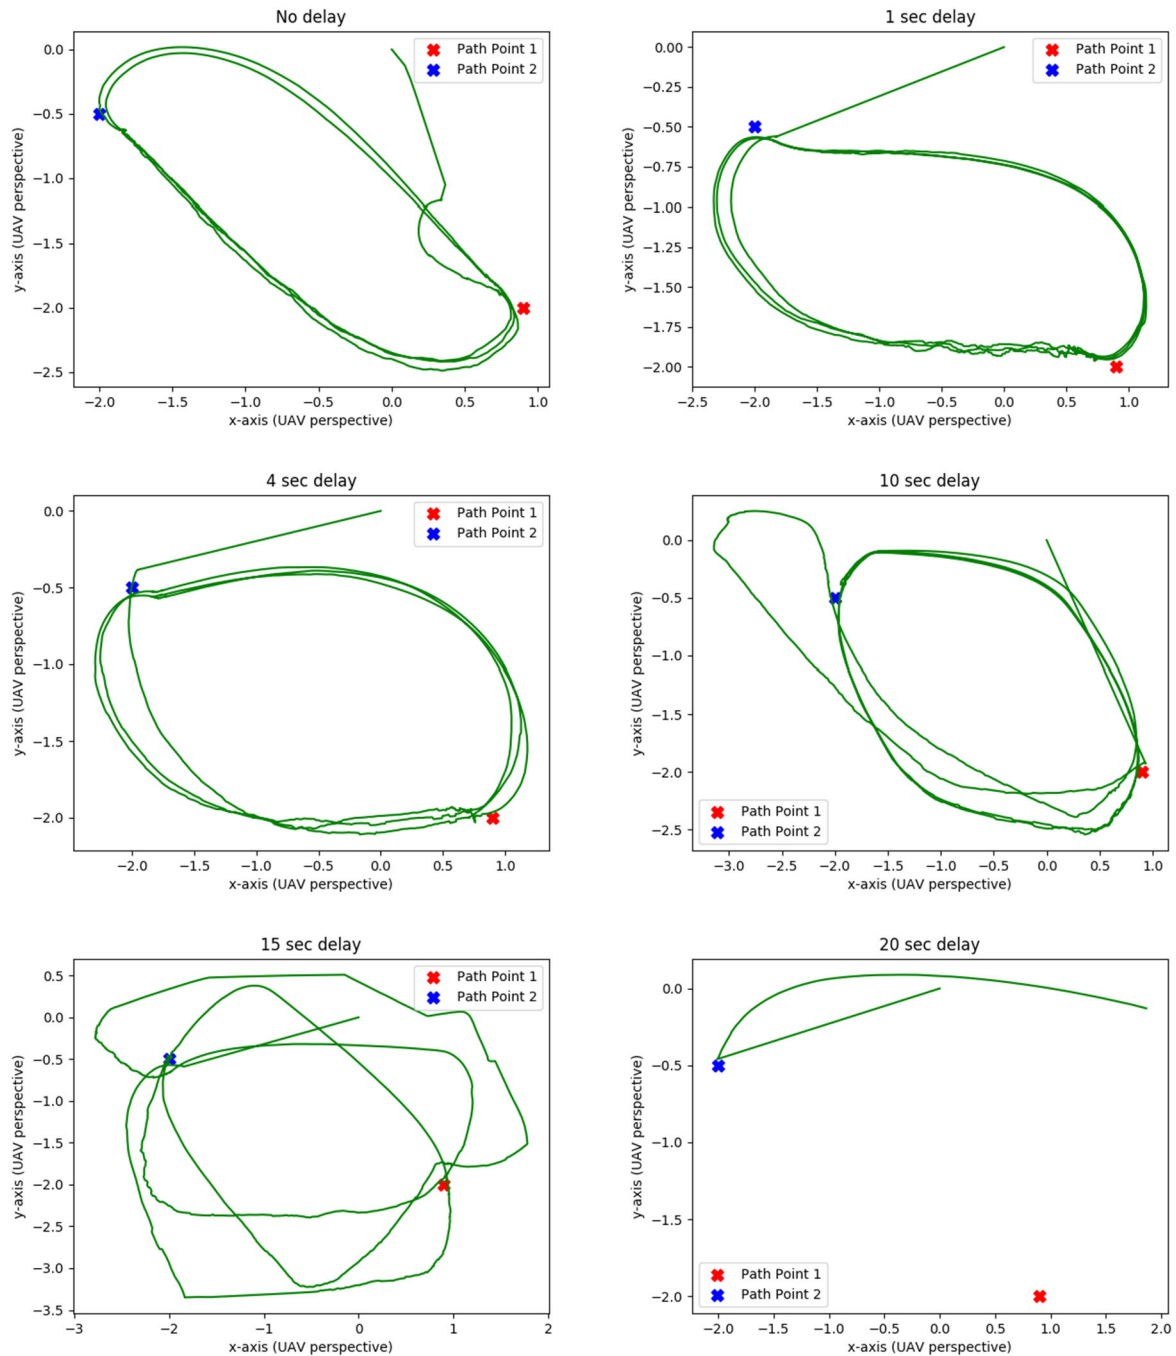 No delay
0.0
−0.5
−1.0
−1.5
−2.0
−2.5
y-axis (UAV perspective)
Path Point 1
Path Point 2
−2.0 −1.5 −1.0 −0.5 0.0 0.5 1.0
x-axis (UAV perspective)
1 sec delay
0.00
−0.25
−0.50
−0.75
−1.00
−1.25
−1.50
−1.75
−2.00
y-axis (UAV perspective)
Path Point 1
Path Point 2
−2.5 −2.0 −1.5 −1.0 −0.5 0.0 0.5 1.0
x-axis (UAV perspective)
4 sec delay
0.0
−0.5
−1.0
−1.5
−2.0
y-axis (UAV perspective)
Path Point 1
Path Point 2
−2.0 −1.5 −1.0 −0.5 0.0 0.5 1.0
x-axis (UAV perspective)
10 sec delay
0.0
−0.5
−1.0
−1.5
−2.0
−2.5
y-axis (UAV perspective)
Path Point 1
Path Point 2
−3.0 −2.5 −2.0 −1.5 −1.0 −0.5 0.0 0.5 1.0
x-axis (UAV perspective)
15 sec delay
0.5
0.0
−0.5
−1.0
−1.5
−2.0
−2.5
−3.0
−3.5
y-axis (UAV perspective)
Path Point 1
Path Point 2
−3 −2 −1 0 1 2
x-axis (UAV perspective)
20 sec delay
0.0
−0.5
−1.0
−1.5
−2.0
y-axis (UAV perspective)
Path Point 1
Path Point 2
−2.0 −1.5 −1.0 −0.5 0.0 0.5 1.0 1.5 2.0
x-axis (UAV perspective)